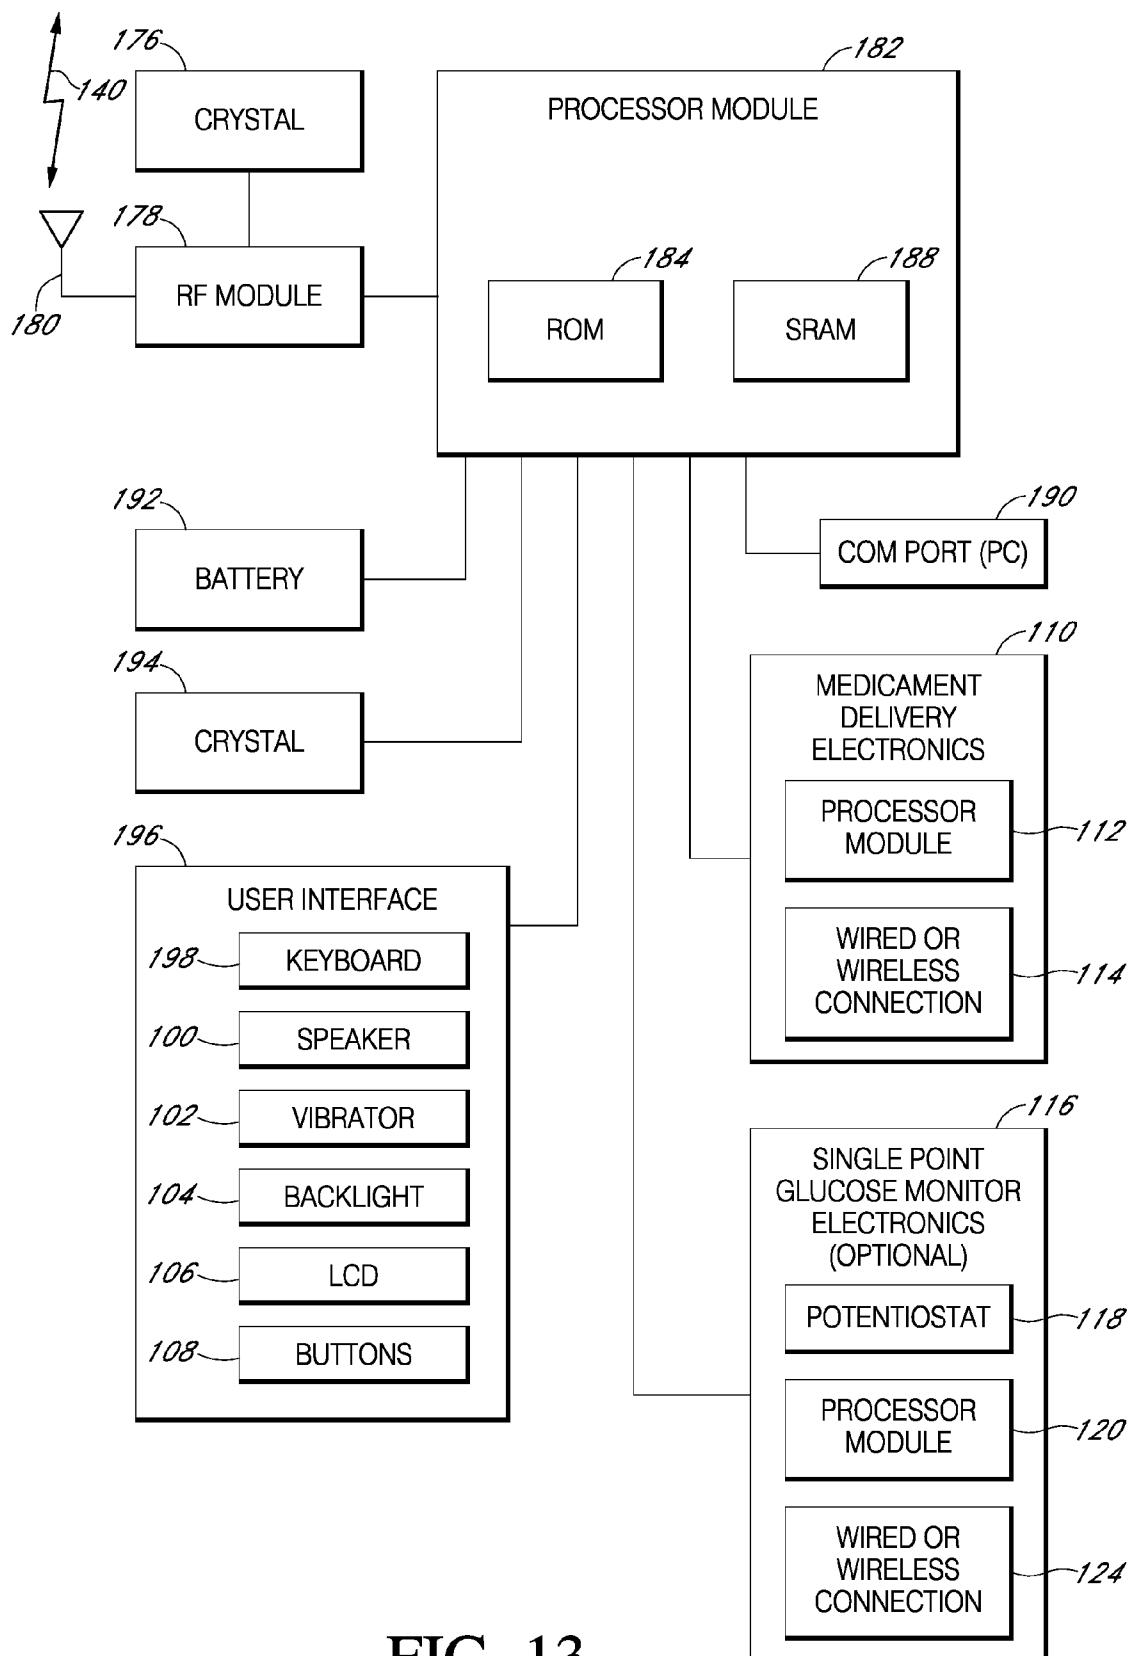 176
182
140
CRYSTAL
PROCESSOR MODULE
178
184
188
RF MODULE
ROM
SRAM
180
192
190
BATTERY
COM PORT (PC)
194
110
CRYSTAL
MEDICAMENT
DELIVERY
ELECTRONICS
PROCESSOR
MODULE
112
WIRED OR
WIRELESS
CONNECTION
114
196
USER INTERFACE
198
KEYBOARD
100
SPEAKER
102
VIBRATOR
104
BACKLIGHT
106
LCD
108
BUTTONS
116
SINGLE POINT
GLUCOSE MONITOR
ELECTRONICS
(OPTIONAL)
POTENTIOSTAT
118
PROCESSOR
MODULE
120
WIRED OR
WIRELESS
CONNECTION
124
FIG. 13